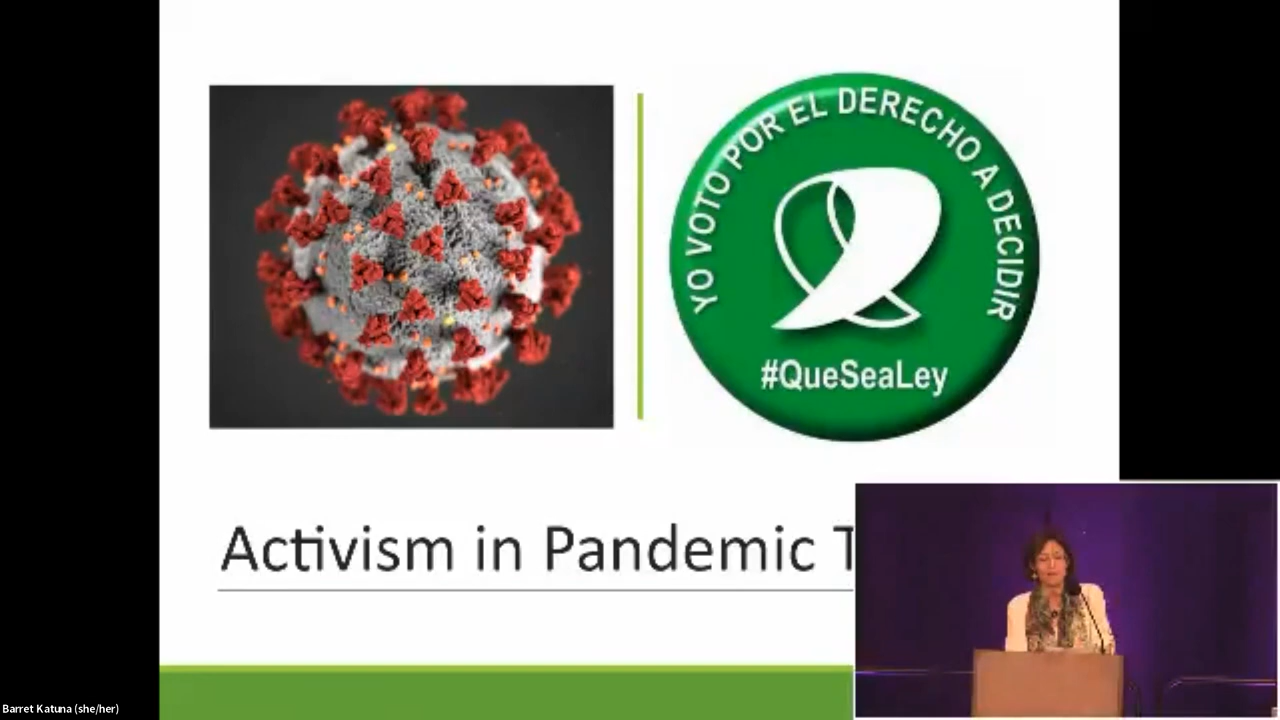 YO VOTO POR EL DERECHO A DECIDIR
#QueSeaLey
Activism in Pandemic T
Barret Katuna (she/her)